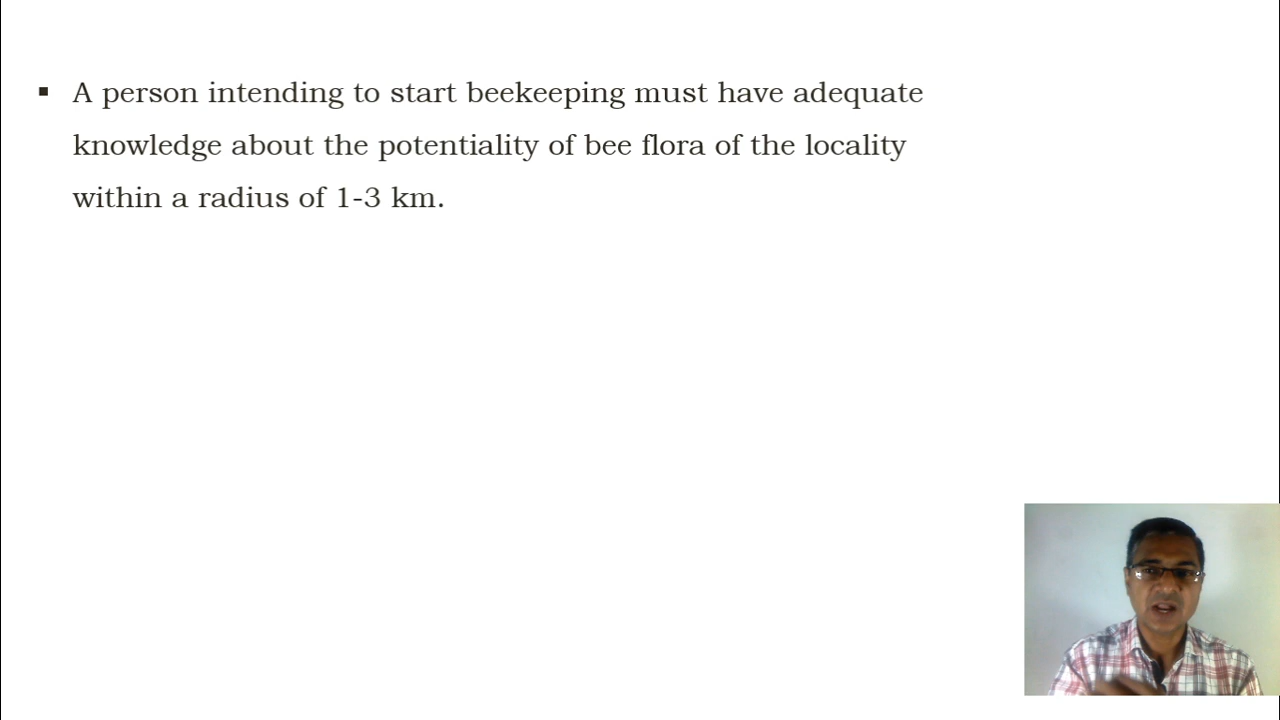 ▪ A person intending to start beekeeping must have adequate
knowledge about the potentiality of bee flora of the locality
within a radius of 1-3 km.